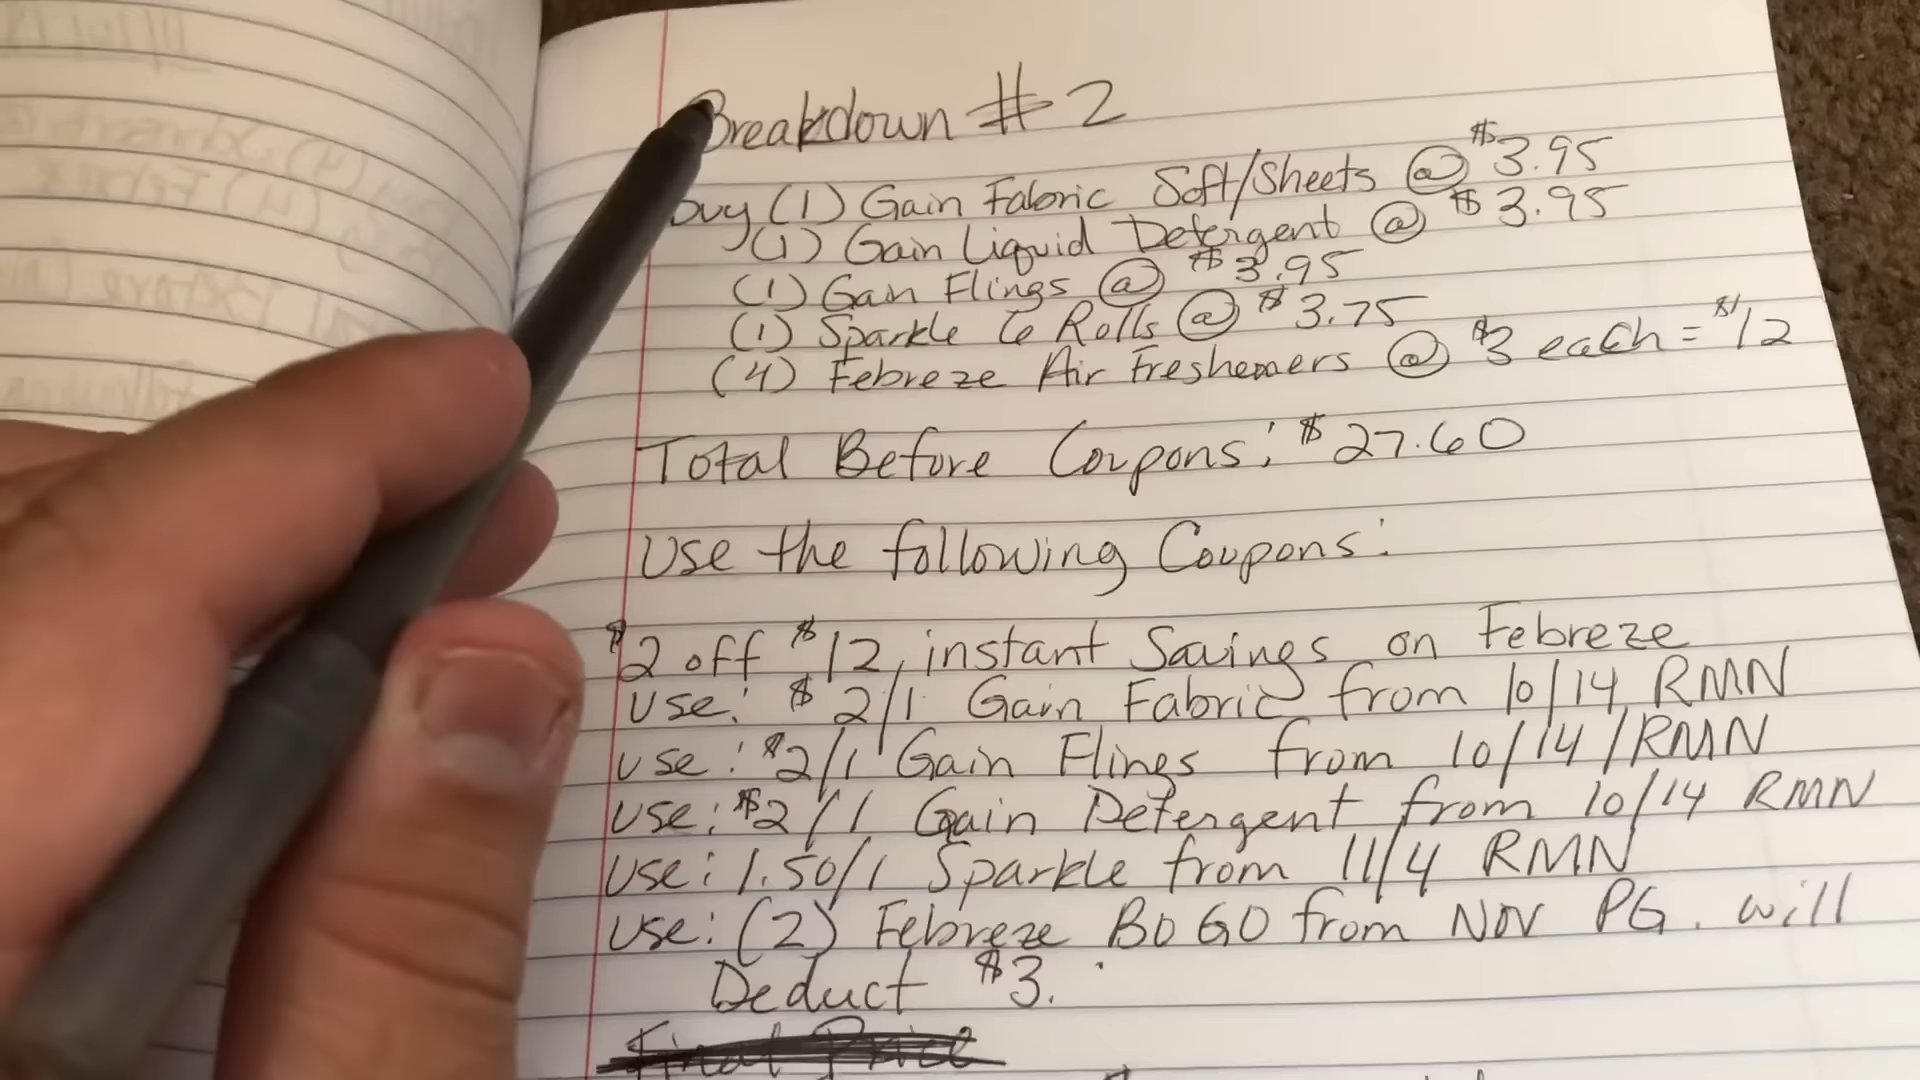 Breakdown #2
buy (1) Gain Fabric Soft/Sheets @ $3.95
(1) Gain Liquid Detergent @ $3.95
(1) Gain Flings @ $3.95
(1) Sparkle 6 Rolls @ $3.75
(4) Febreze Air Fresheners @ $3 each = $12
Total Before Coupons: $27.60
Use the following Coupons:
$2 off $12, instant Savings on Febreze
Use: $2/1 Gain Fabric from 10/14 RMN
Use: $2/1 Gain Flings from 10/14/RMN
Use: $2/1 Gain Detergent from 10/14 RMN
Use: 1.50/1 Sparkle from 11/4 RMN
Use: (2) Febreze BOGO from NOV PG. will
Deduct $3.
Final Price